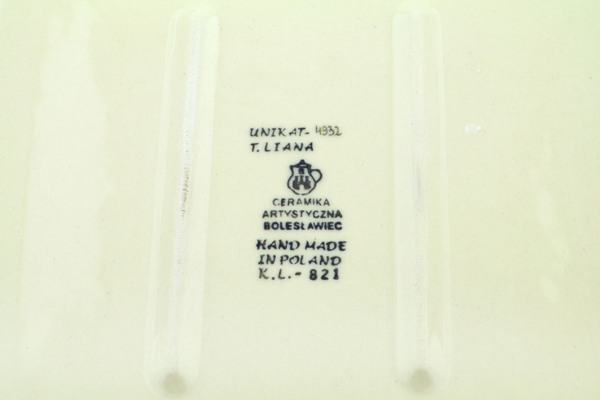 UNIKAT- 4932
T. LIANA
CERAMIKA
ARTYSTYCZNA
BOLESŁAWIEC
HAND MADE
IN POLAND
K.L.- 821